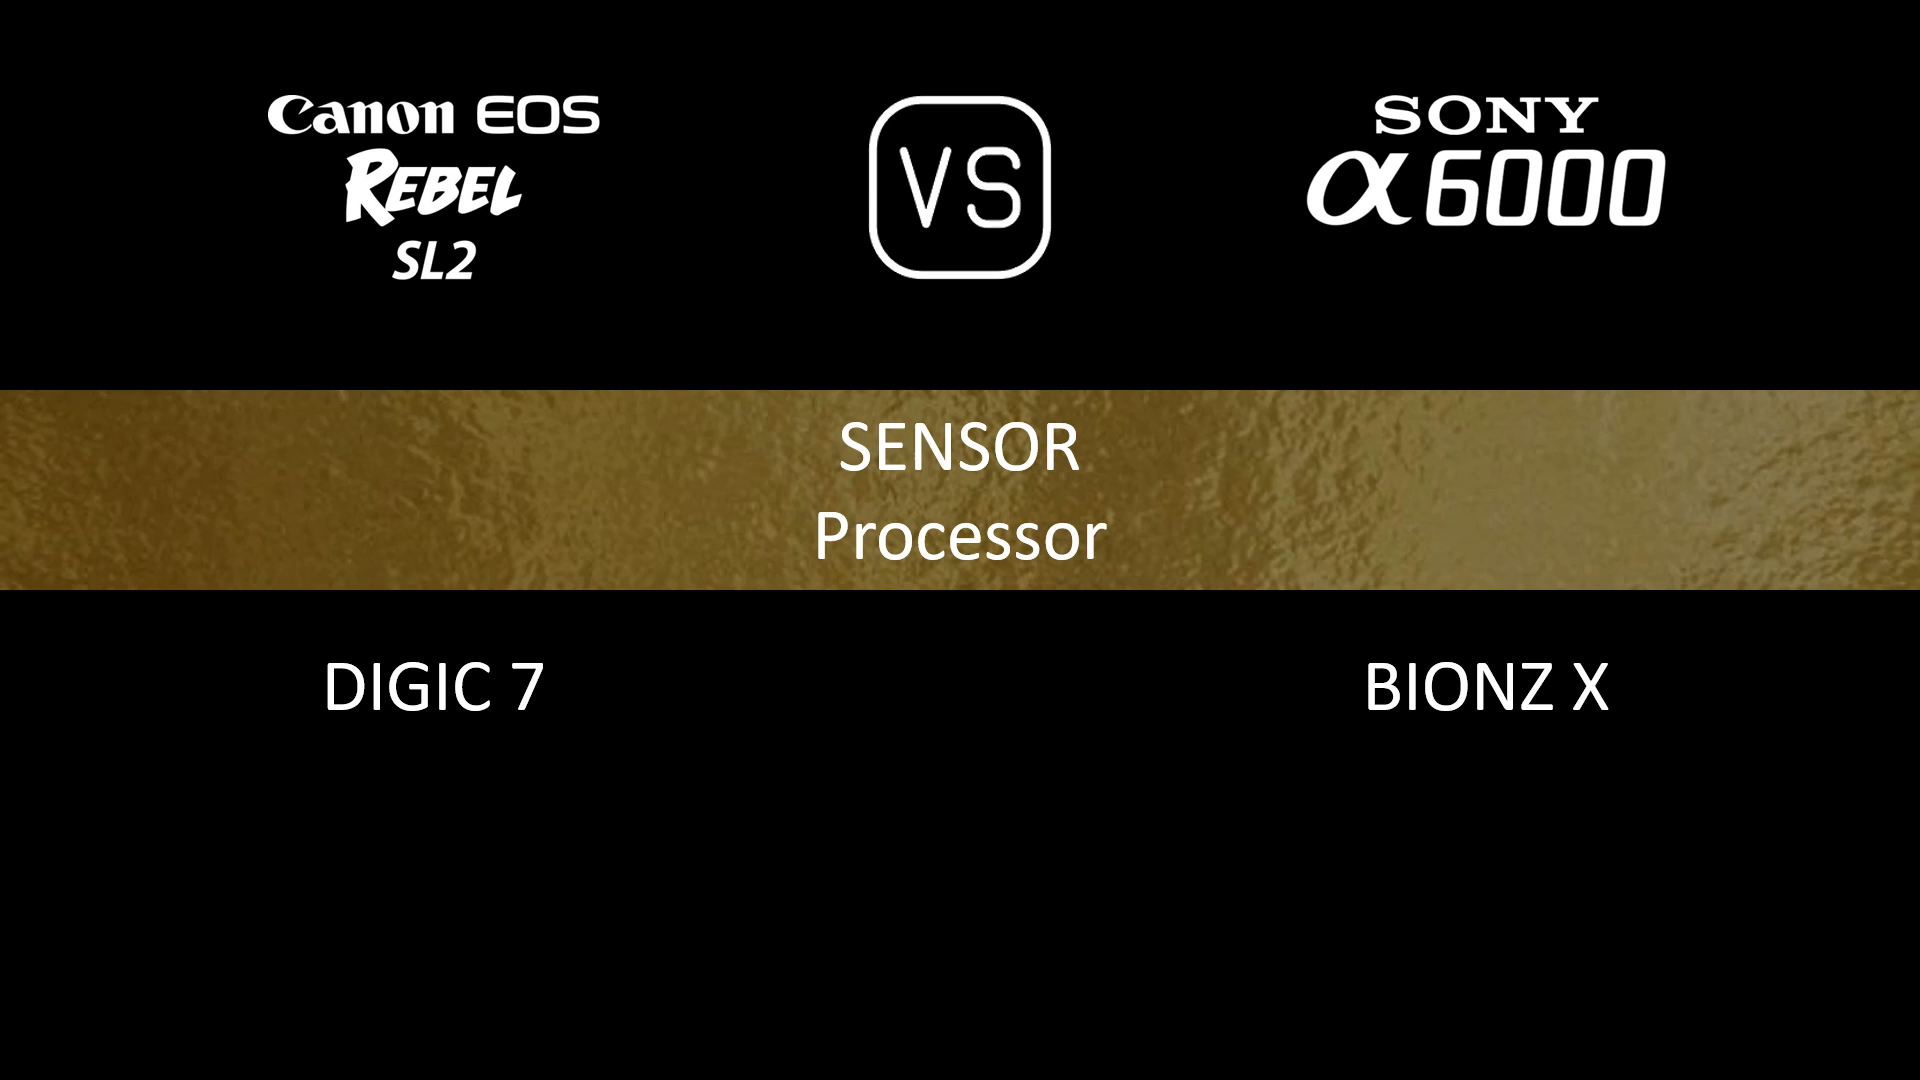 Canon EOS
REBEL
SL2
VS
SONY
α6000
SENSOR
Processor
DIGIC 7
BIONZ X